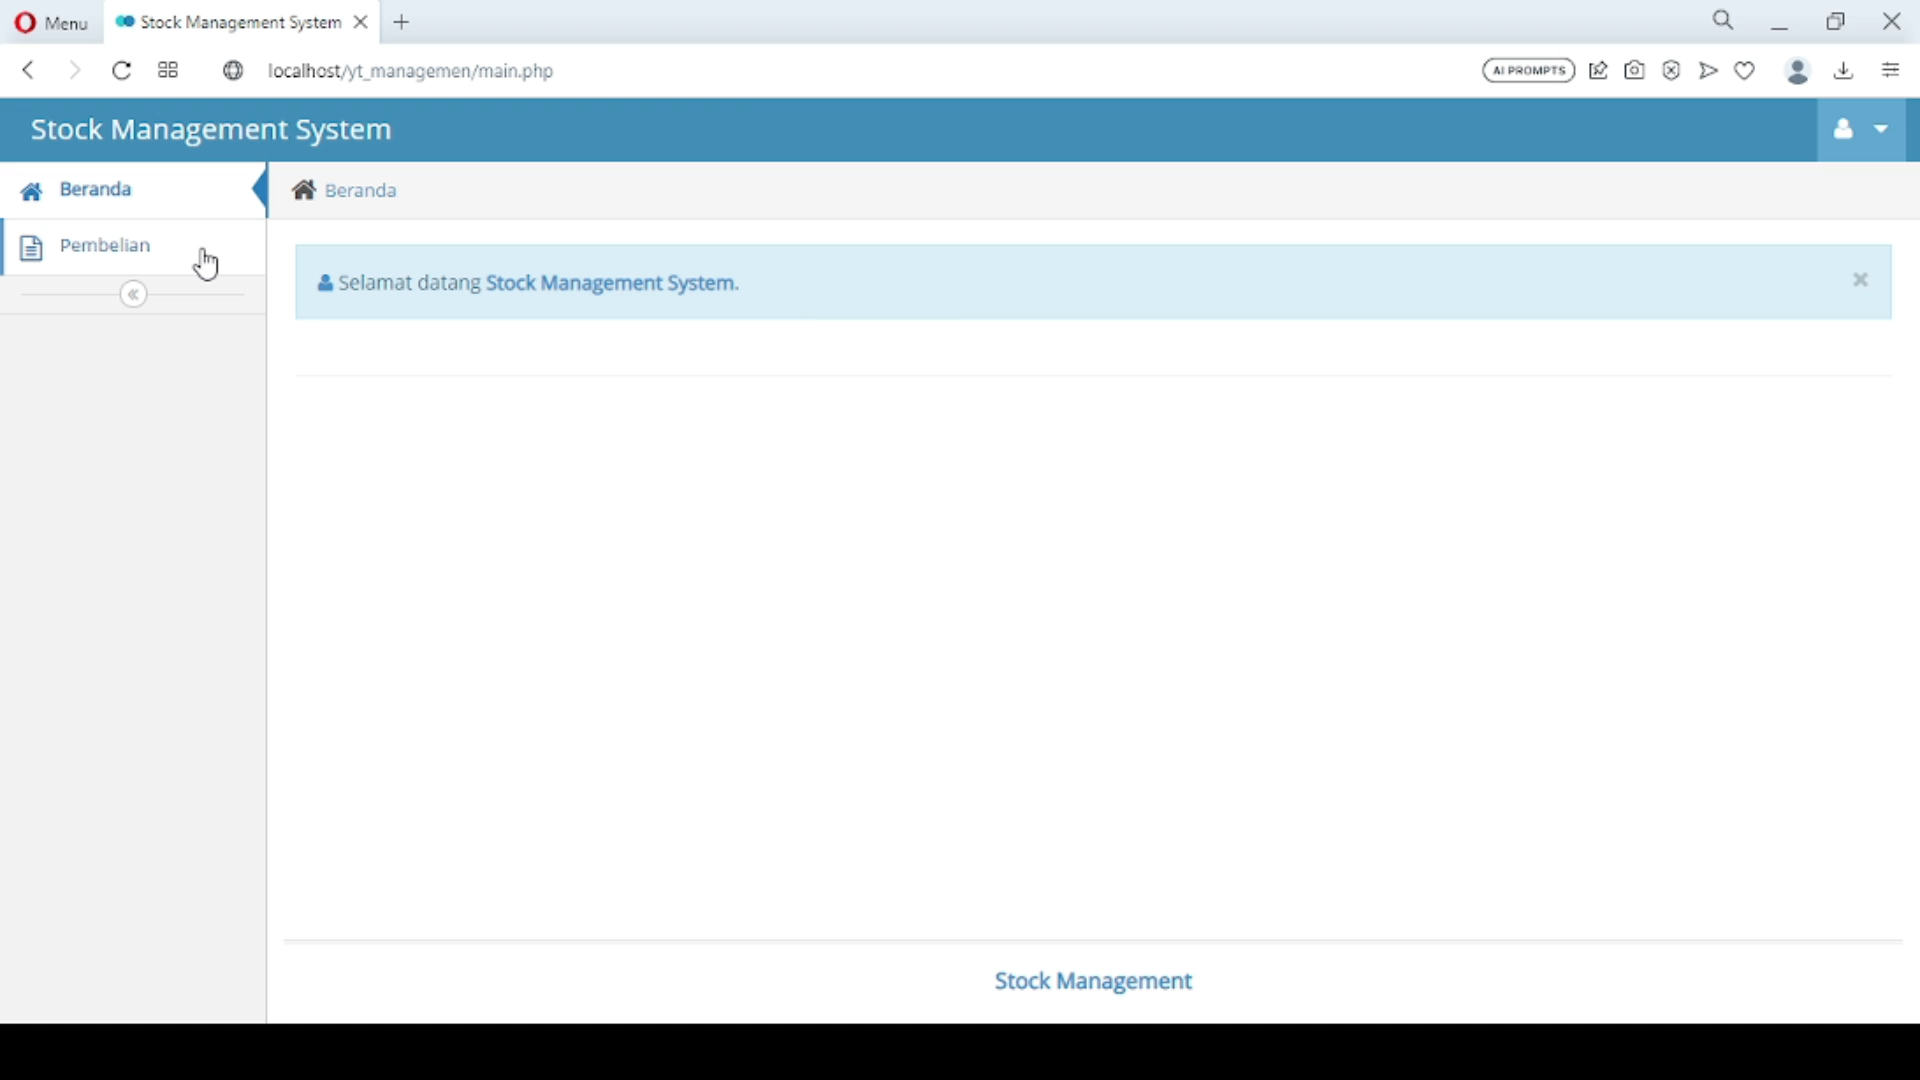 Menu
Stock Management System
localhost/yt_managemen/main.php
AI PROMPTS
Stock Management System
Beranda
Beranda
Pembelian
Selamat datang Stock Management System.
Stock Management